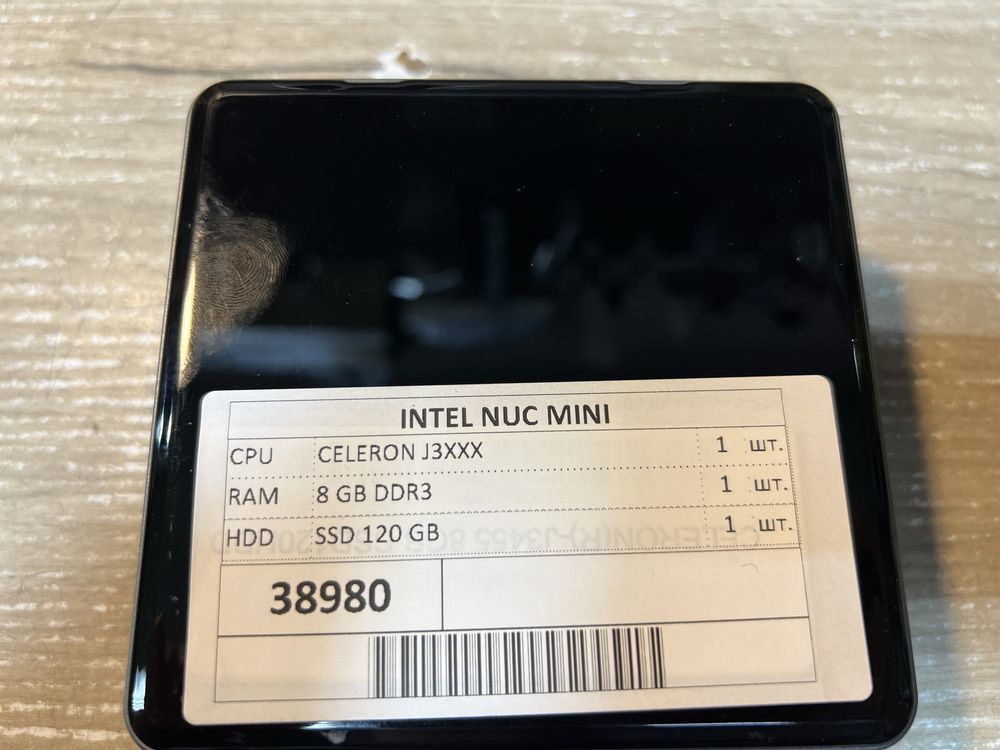 INTEL NUC MINI
CPU CELERON J3XXX 1 шт.
RAM 8 GB DDR3 1 шт.
HDD SSD 120 GB 1 шт.
38980